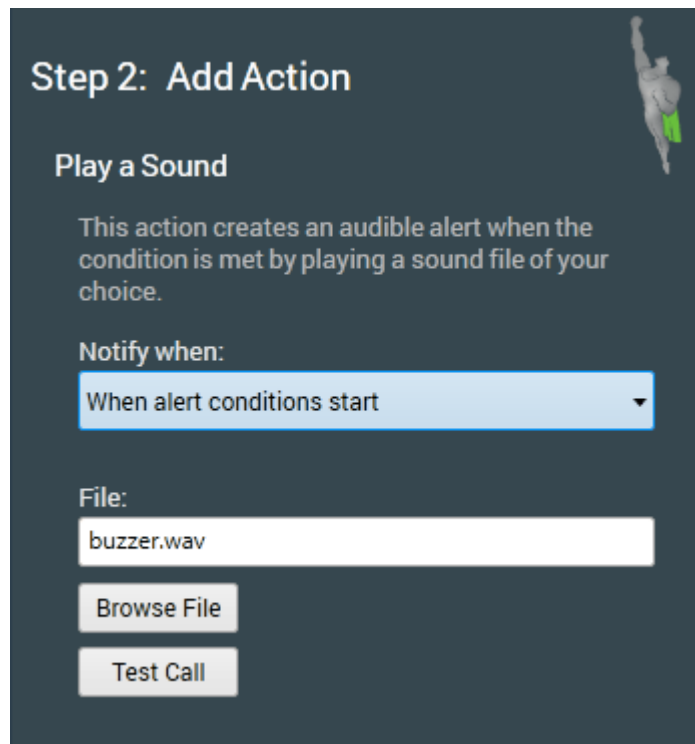 Step 2: Add Action
Play a Sound
This action creates an audible alert when the
condition is met by playing a sound file of your
choice.
Notify when:
When alert conditions start
File:
buzzer.wav
Browse File
Test Call